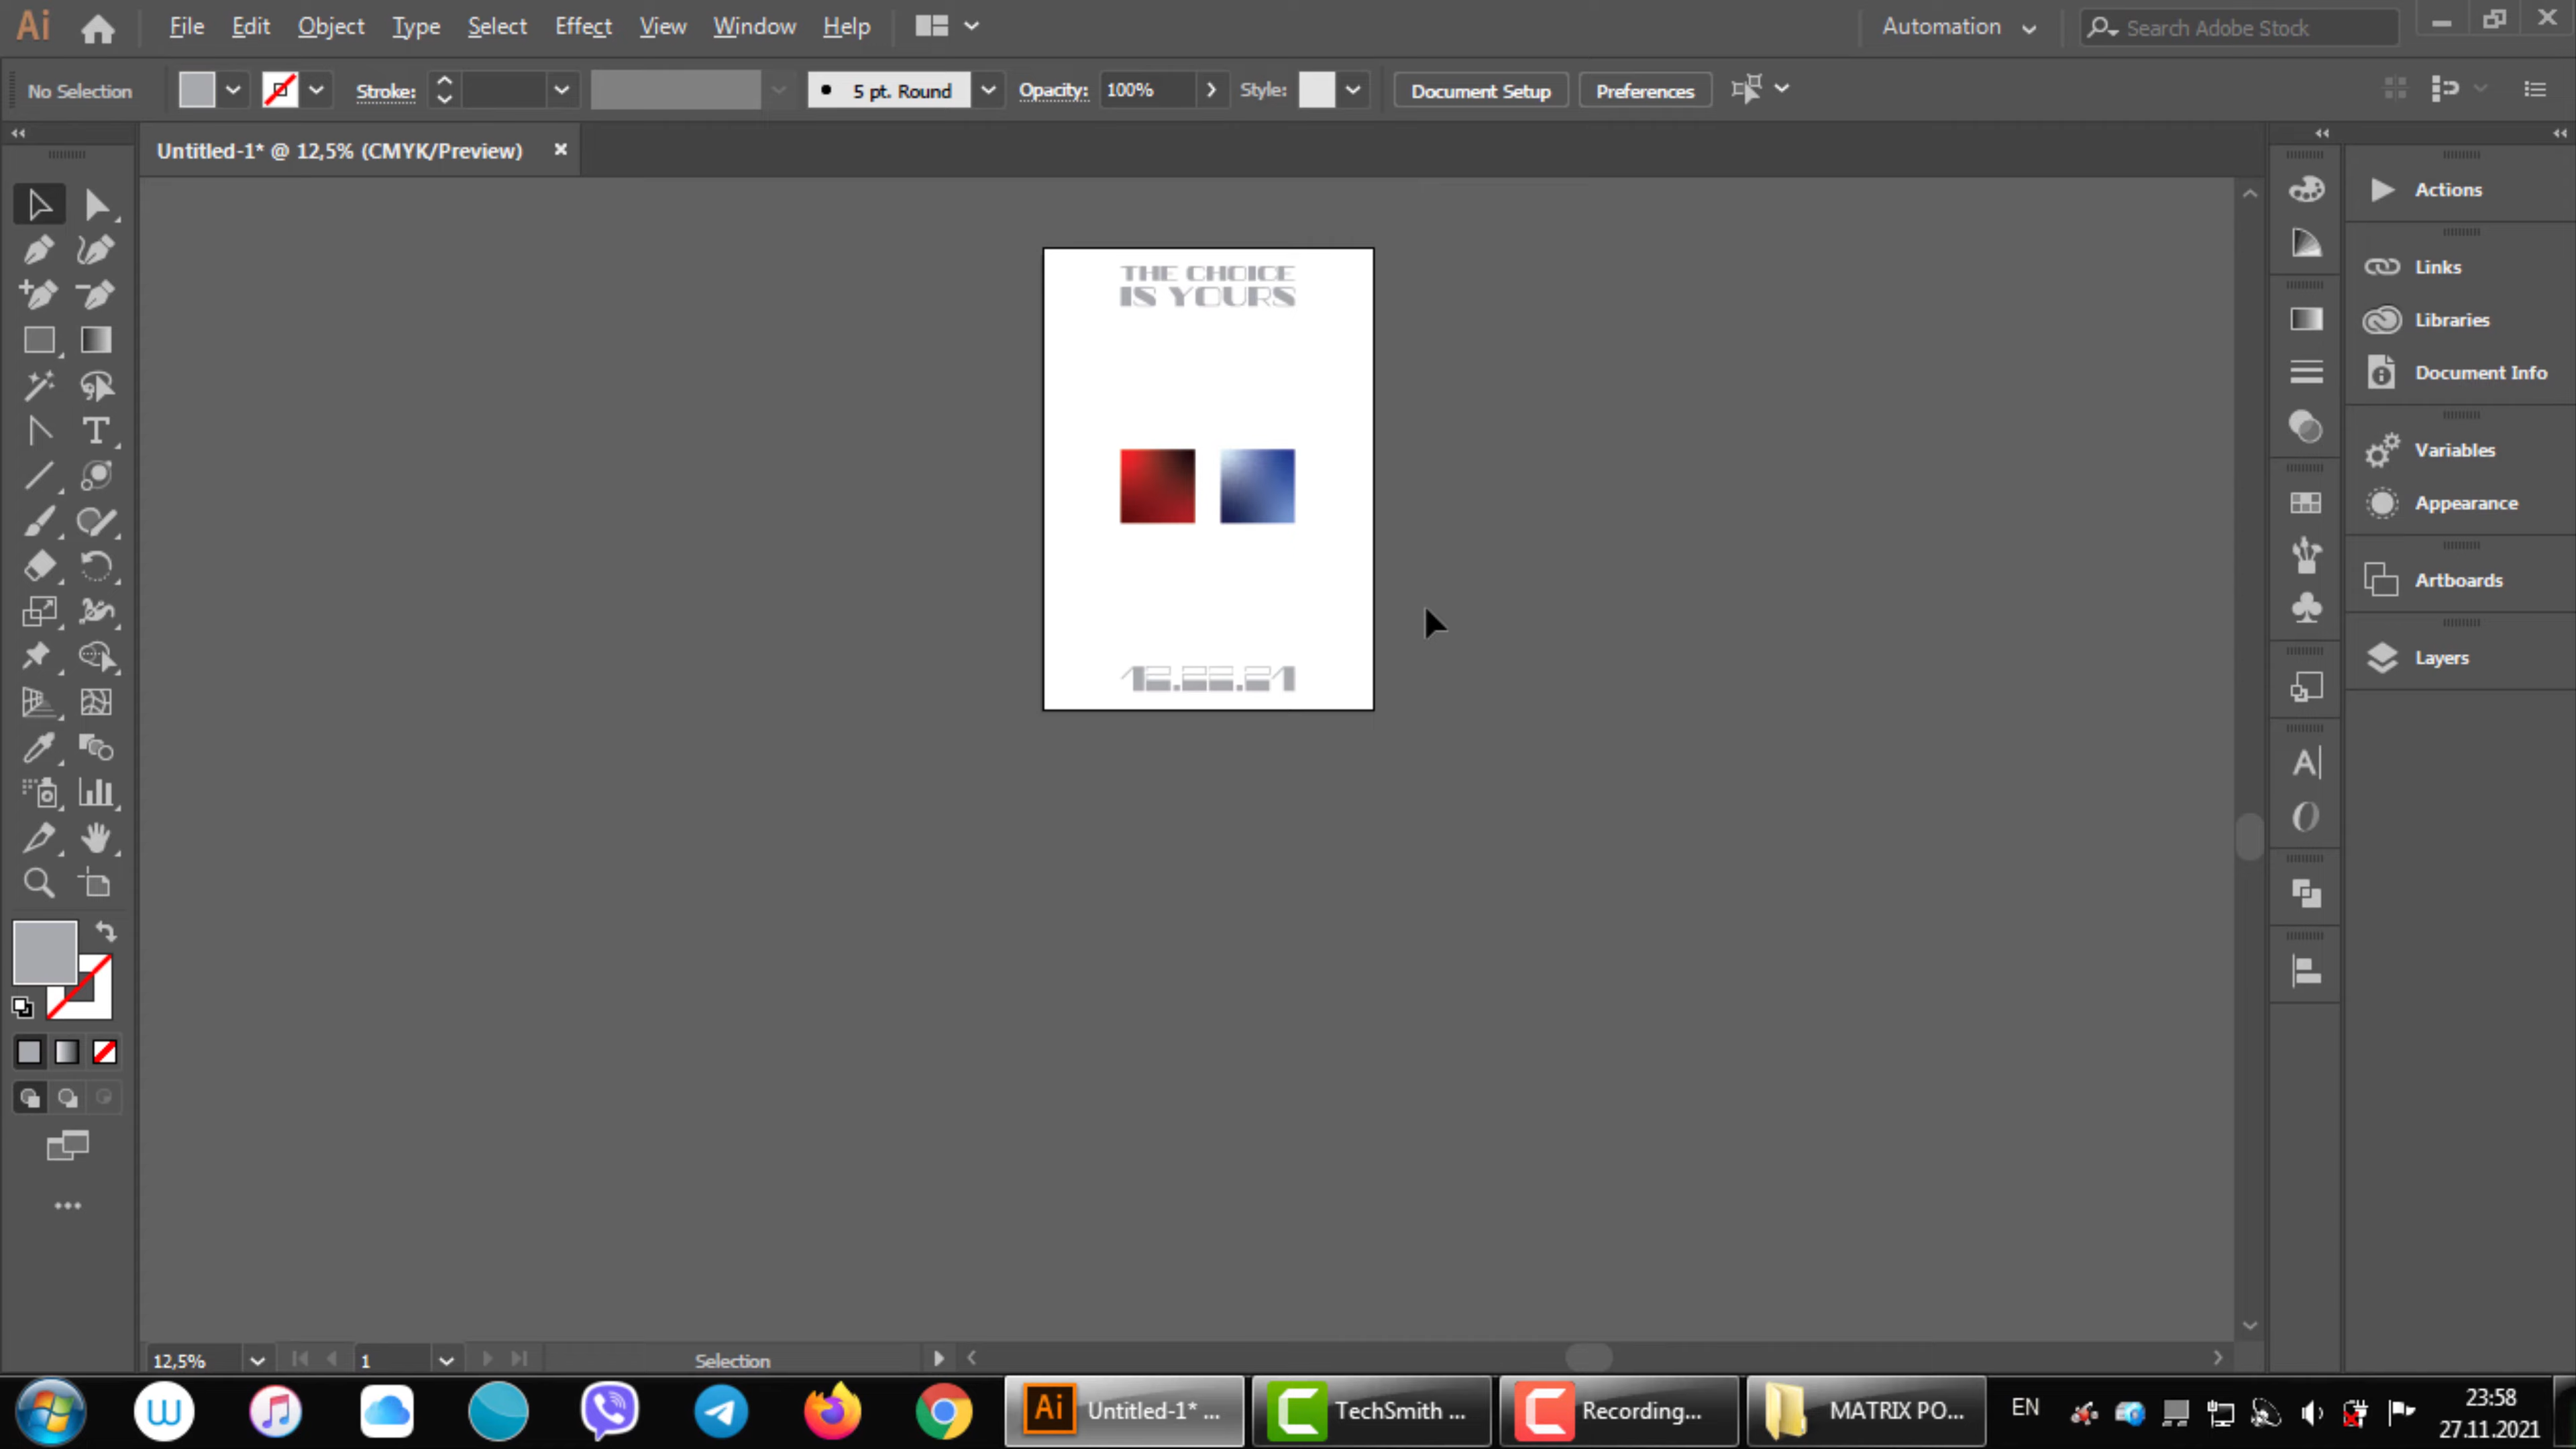 Ai File Edit Object Type Select Effect View Window Help Automation Search Adobe Stock
No Selection Stroke: 5 pt. Round Opacity: 100% Style: Document Setup Preferences
Untitled-1* @ 12,5% (CMYK/Preview)
Actions
Links
Libraries
Document Info
Variables
Appearance
Artboards
Layers
THE CHOICE
IS YOURS
12.22.21
12,5% 1 Selection
Ai Untitled-1* ... TechSmith ... Recording... MATRIX PO... EN 23:58
27.11.2021